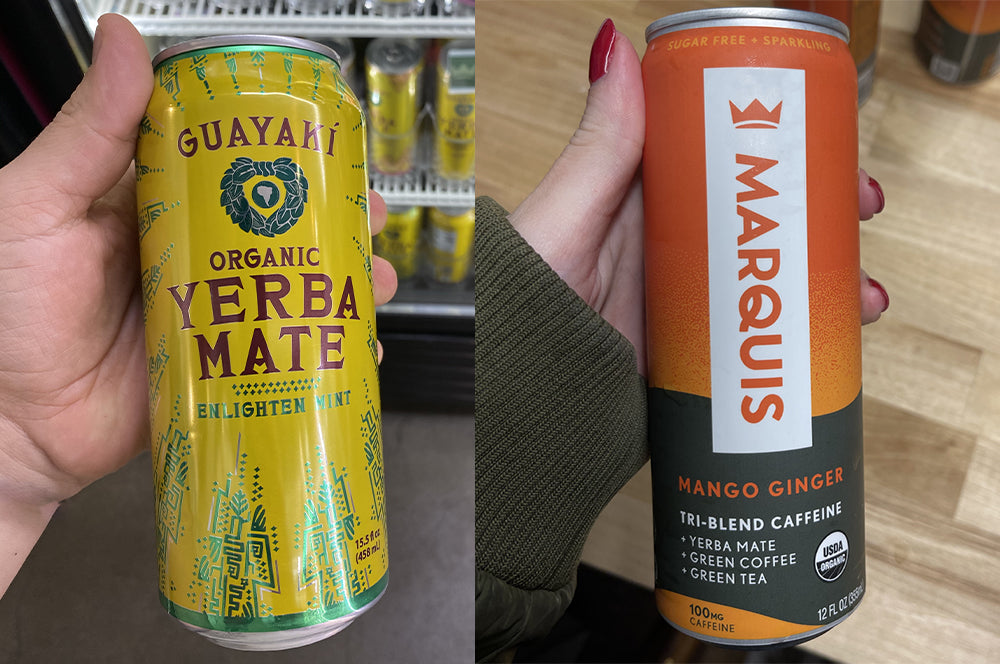 GUAYAKÍ
ORGANIC
YERBA
MATE
ENLIGHTEN MINT
15.5 fl oz
(458 mL)
SUGAR FREE + SPARKLING
MARQUIS
MANGO GINGER
TRI-BLEND CAFFEINE
+ YERBA MATE
+ GREEN COFFEE
+ GREEN TEA
USDA
ORGANIC
100MG
CAFFEINE
12 FL OZ (355mL